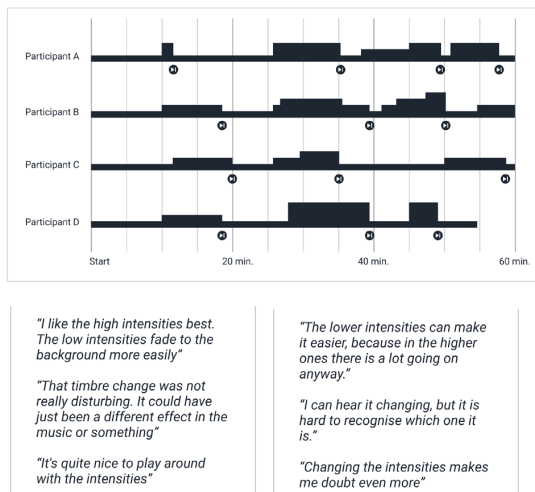 Participant A
Participant B
Participant C
Participant D
Start
20 min.
40 min.
60 min.
“I like the high intensities best.
The low intensities fade to the
background more easily”
“That timbre change was not
really disturbing. It could have
just been a different effect in the
music or something”
“It's quite nice to play around
with the intensities”
“The lower intensities can make
it easier, because in the higher
ones there is a lot going on
anyway.”
“I can hear it changing, but it is
hard to recognise which one it
is.”
“Changing the intensities makes
me doubt even more”